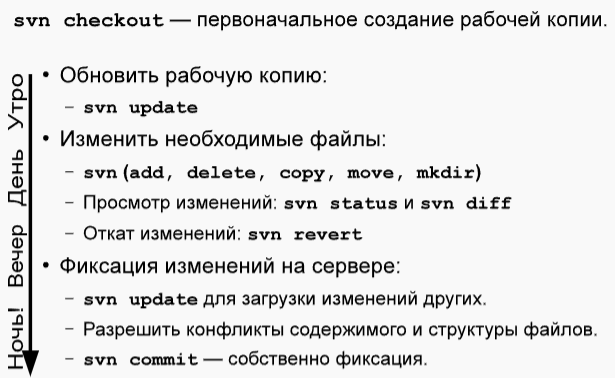 svn checkout — первоначальное создание рабочей копии.
Утро День Вечер Ночь!
• Обновить рабочую копию:
– svn update
• Изменить необходимые файлы:
– svn (add, delete, copy, move, mkdir)
– Просмотр изменений: svn status и svn diff
– Откат изменений: svn revert
• Фиксация изменений на сервере:
– svn update для загрузки изменений других.
– Разрешить конфликты содержимого и структуры файлов.
– svn commit — собственно фиксация.